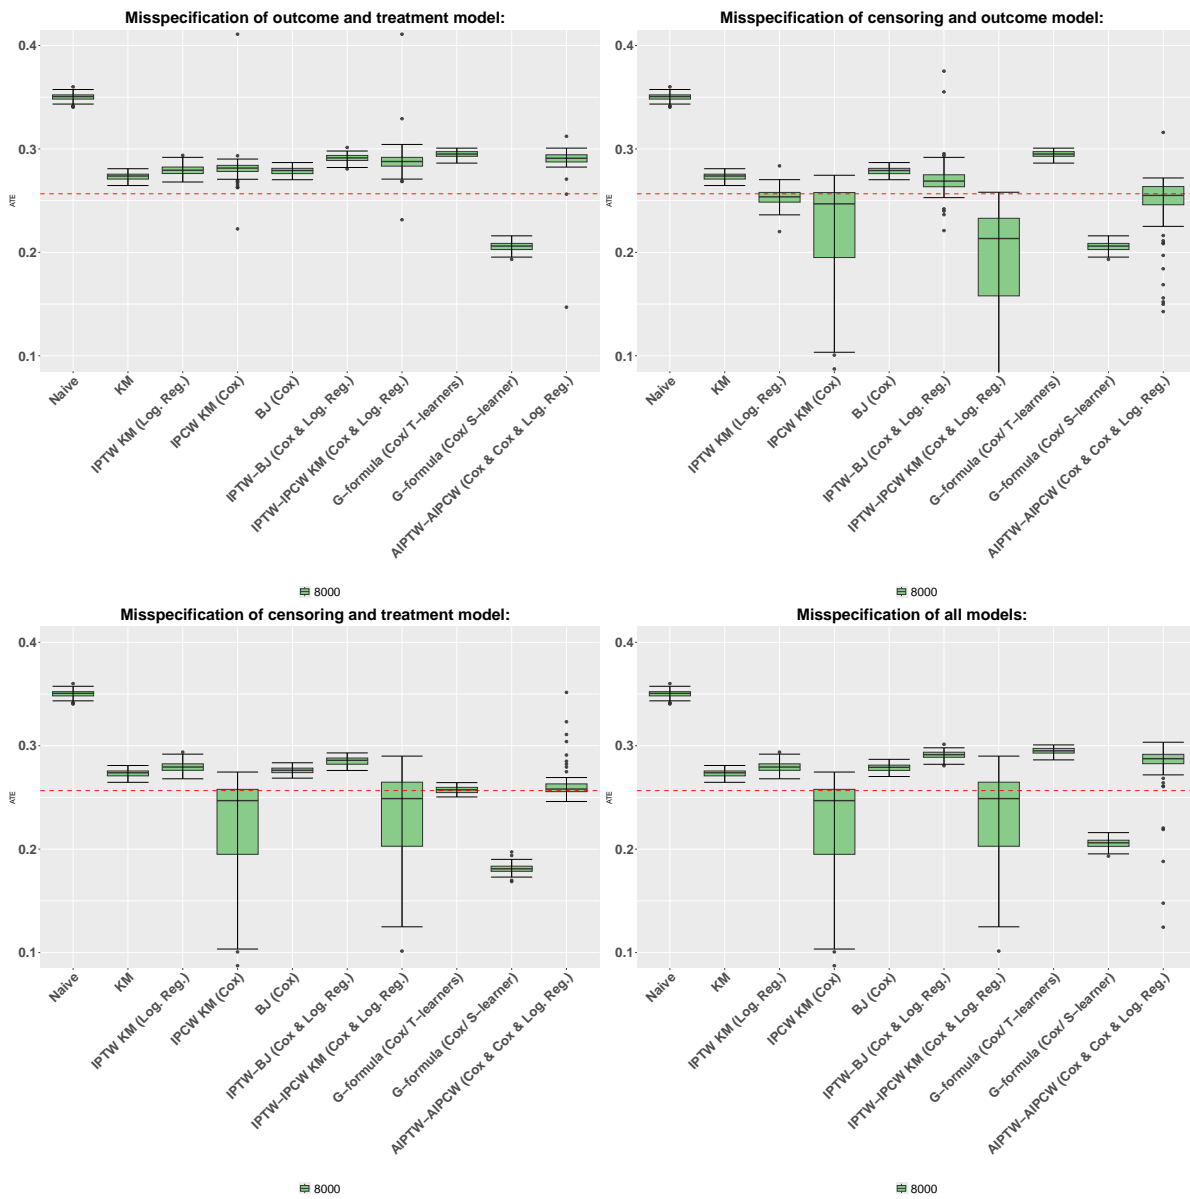 Misspecification of outcome and treatment model:
0.4
0.3
0.2
0.1
ATE
Naive
KM
IPTW KM (Log. Reg.)
IPCW KM (Cox)
BJ (Cox)
IPTW−BJ (Cox & Log. Reg.)
IPTW−IPCW KM (Cox & Log. Reg.)
G−formula (Cox/ T−learners)
G−formula (Cox/ S−learner)
AIPTW−AIPCW (Cox & Cox & Log. Reg.)
8000
Misspecification of censoring and outcome model:
0.4
0.3
0.2
0.1
ATE
Naive
KM
IPTW KM (Log. Reg.)
IPCW KM (Cox)
BJ (Cox)
IPTW−BJ (Cox & Log. Reg.)
IPTW−IPCW KM (Cox & Log. Reg.)
G−formula (Cox/ T−learners)
G−formula (Cox/ S−learner)
AIPTW−AIPCW (Cox & Cox & Log. Reg.)
8000
Misspecification of censoring and treatment model:
0.4
0.3
0.2
0.1
ATE
Naive
KM
IPTW KM (Log. Reg.)
IPCW KM (Cox)
BJ (Cox)
IPTW−BJ (Cox & Log. Reg.)
IPTW−IPCW KM (Cox & Log. Reg.)
G−formula (Cox/ T−learners)
G−formula (Cox/ S−learner)
AIPTW−AIPCW (Cox & Cox & Log. Reg.)
8000
Misspecification of all models:
0.4
0.3
0.2
0.1
ATE
Naive
KM
IPTW KM (Log. Reg.)
IPCW KM (Cox)
BJ (Cox)
IPTW−BJ (Cox & Log. Reg.)
IPTW−IPCW KM (Cox & Log. Reg.)
G−formula (Cox/ T−learners)
G−formula (Cox/ S−learner)
AIPTW−AIPCW (Cox & Cox & Log. Reg.)
8000